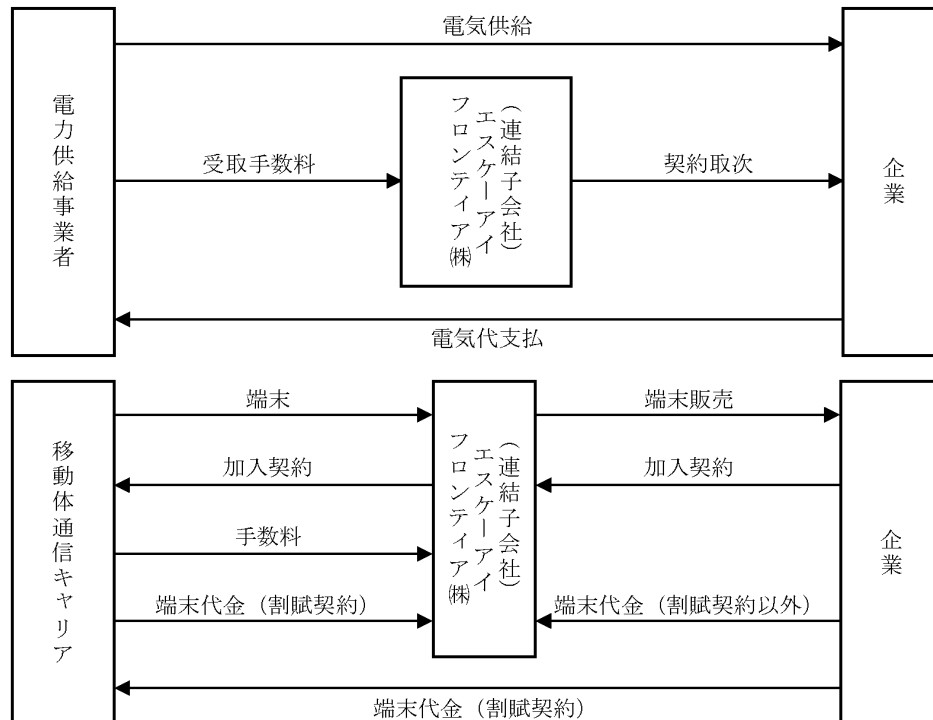 電気供給
電力供給事業者
受取手数料
(連結子会社)
エスケーアイ
フロンティア㈱
契約取次
企業
電気代支払
移動体通信キャリア
端末
加入契約
手数料
端末代金（割賦契約）
(連結子会社)
エスケーアイ
フロンティア㈱
端末販売
加入契約
端末代金（割賦契約以外）
企業
端末代金（割賦契約）